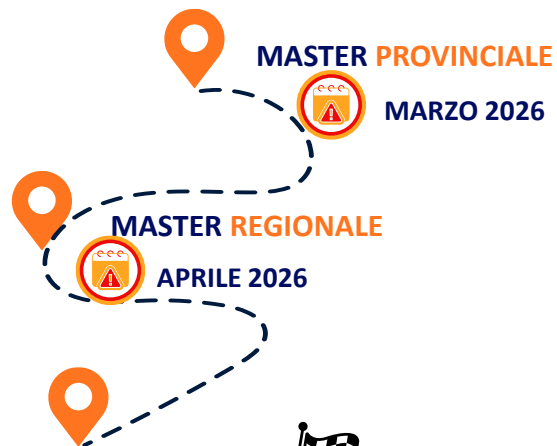 MASTER PROVINCIALE
MARZO 2026
MASTER REGIONALE
APRILE 2026